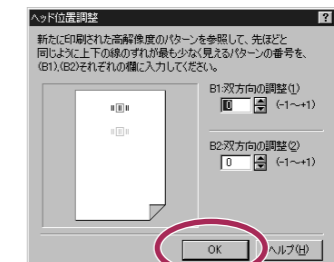 ヘッド位置調整
新たに印刷された高解像度のパターンを参照して、先ほどと
同じように上下の線のずれが最も少なく見えるパターンの番号を、
(B1),(B2)それぞれの欄に入力してください。
B1:双方向の調整(1)
0 (-1～+1)
B2:双方向の調整(2)
0 (-1～+1)
OK
ヘルプ(H)